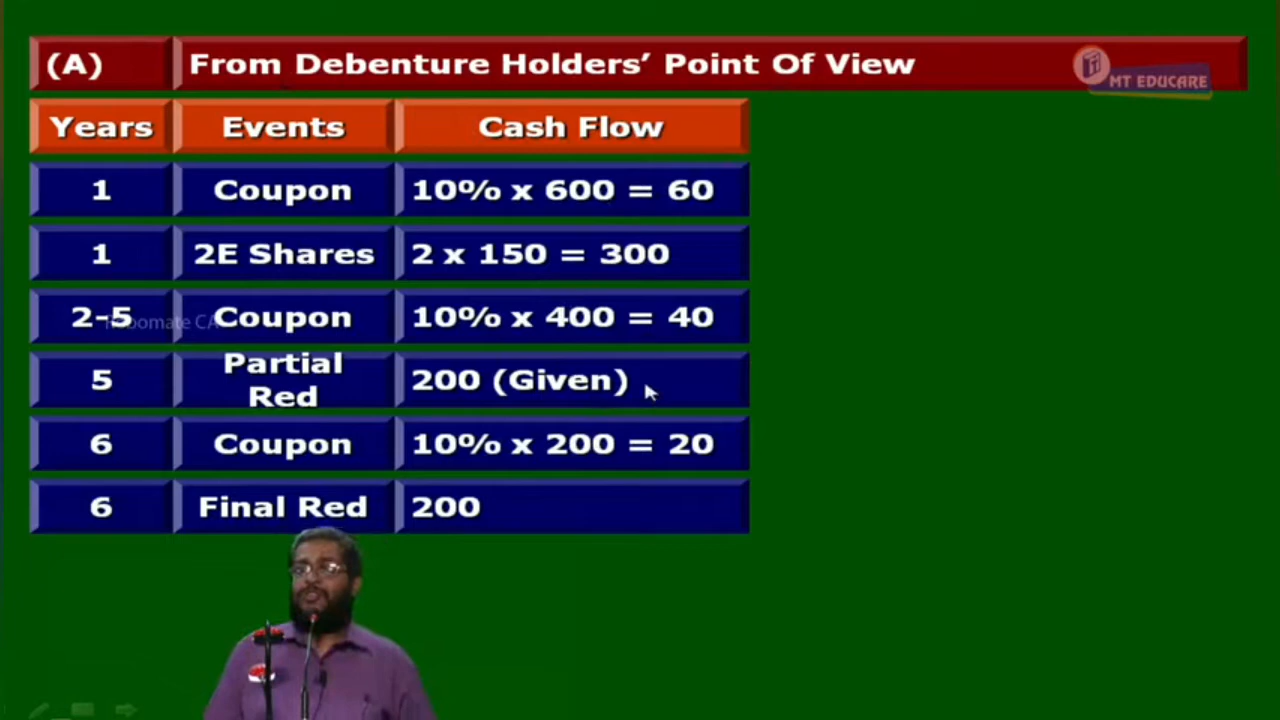 (A) From Debenture Holders' Point Of View
MT EDUCARE
Years Events Cash Flow
1 Coupon 10% x 600 = 60
1 2E Shares 2 x 150 = 300
2-5 Coupon 10% x 400 = 40
Robomate CA
5 Partial Red 200 (Given)
6 Coupon 10% x 200 = 20
6 Final Red 200